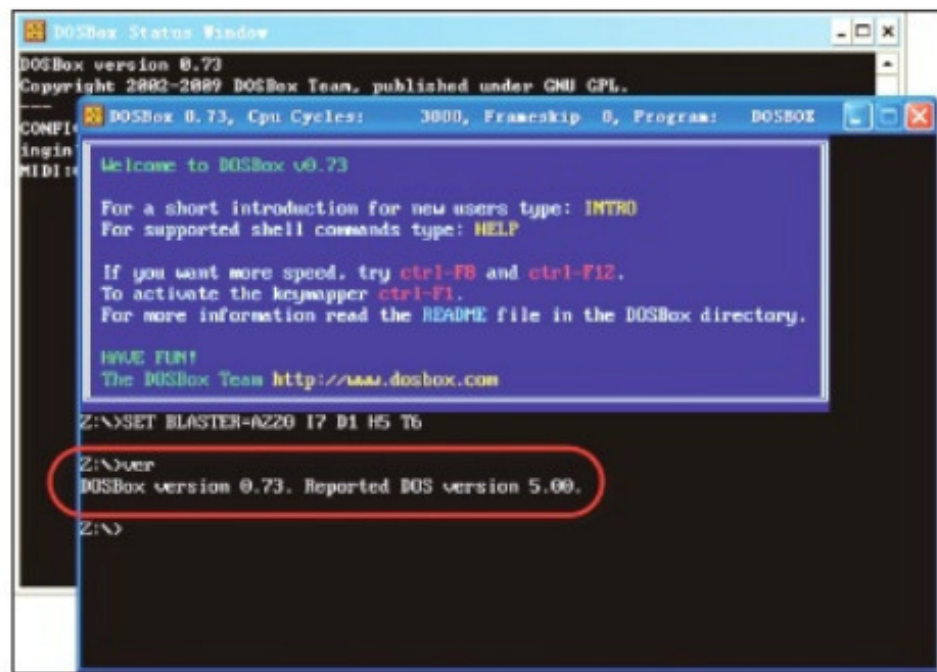 DOSBox Status Window
DOSBox version 0.73
Copyright 2002-2009 DOSBox Team, published under GNU GPL.
---
DOSBox 0.73, Cpu Cycles: 3000, Frameskip 0, Program: DOSBOX
Welcome to DOSBox v0.73
For a short introduction for new users type: INTRO
For supported shell commands type: HELP
If you want more speed, try ctrl-F8 and ctrl-F12.
To activate the keymapper ctrl-F1.
For more information read the README file in the DOSBox directory.
HAVE FUN!
The DOSBox Team http://www.dosbox.com
Z:\>SET BLASTER=A220 I7 D1 H5 T6
Z:\>ver
DOSBox version 0.73. Reported DOS version 5.00.
Z:\>